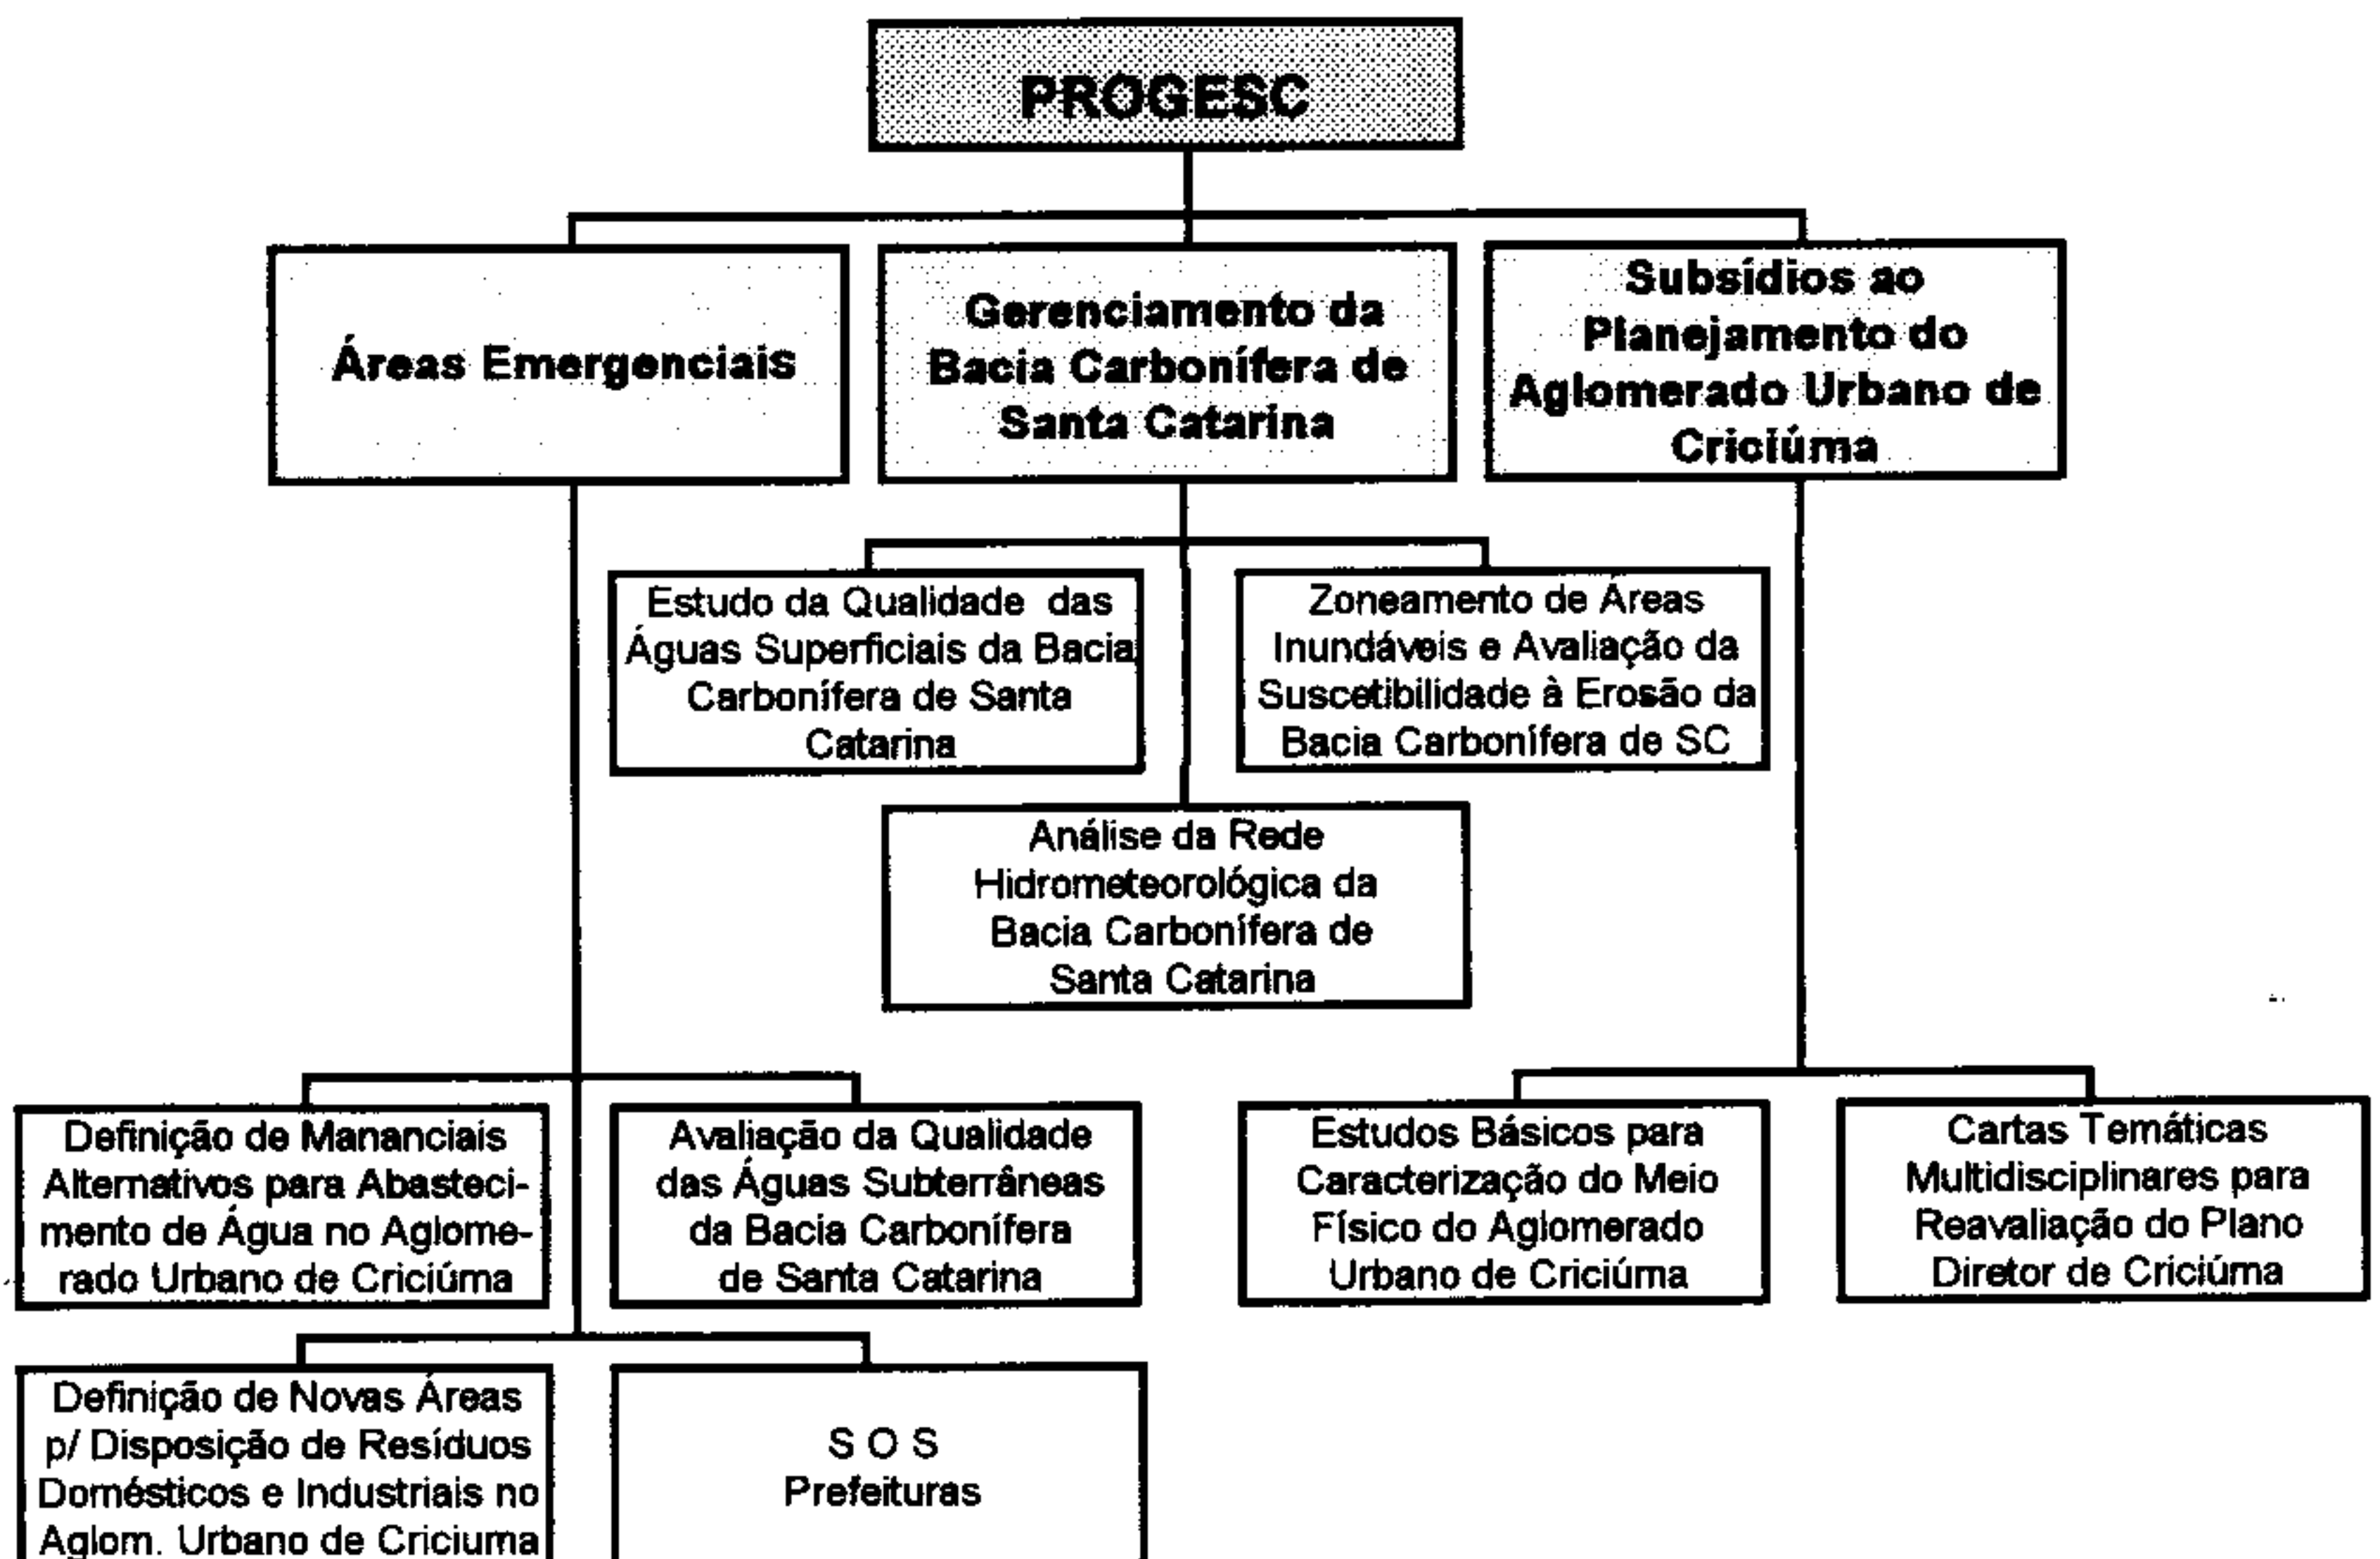 PROGESC
Áreas Emergenciais
Gerenciamento da
Bacia Carbonífera de
Santa Catarina
Subsídios ao
Planejamento do
Aglomerado Urbano de
Criciúma
Estudo da Qualidade das
Águas Superficiais da Bacia
Carbonífera de Santa
Catarina
Zoneamento de Áreas
Inundáveis e Avaliação da
Suscetibilidade à Erosão da
Bacia Carbonífera de SC
Análise da Rede
Hidrometeorológica da
Bacia Carbonífera de
Santa Catarina
Definição de Mananciais
Alternativos para Abasteci-
mento de Água no Aglome-
rado Urbano de Criciúma
Avaliação da Qualidade
das Águas Subterrâneas
da Bacia Carbonífera
de Santa Catarina
Estudos Básicos para
Caracterização do Meio
Físico do Aglomerado
Urbano de Criciúma
Cartas Temáticas
Multidisciplinares para
Reavaliação do Plano
Diretor de Criciúma
Definição de Novas Áreas
p/ Disposição de Resíduos
Domésticos e Industriais no
Aglom. Urbano de Criciuma
S O S
Prefeituras